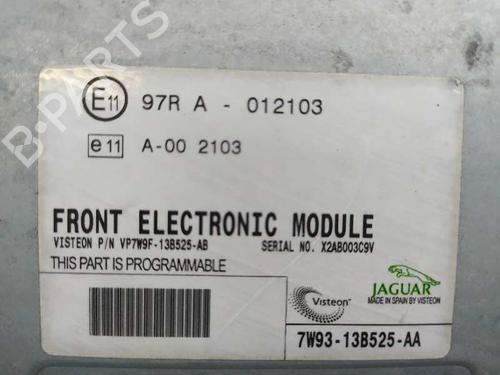 B-PARTS
E11 97R A - 012103
e 11 A-00 2103
FRONT ELECTRONIC MODULE
VISTEON P/N VP7W9F-13B525-AB SERIAL NO. X2AB003C9V
THIS PART IS PROGRAMMABLE
Visteon
JAGUAR
MADE IN SPAIN BY VISTEON
7W93-13B525-AA